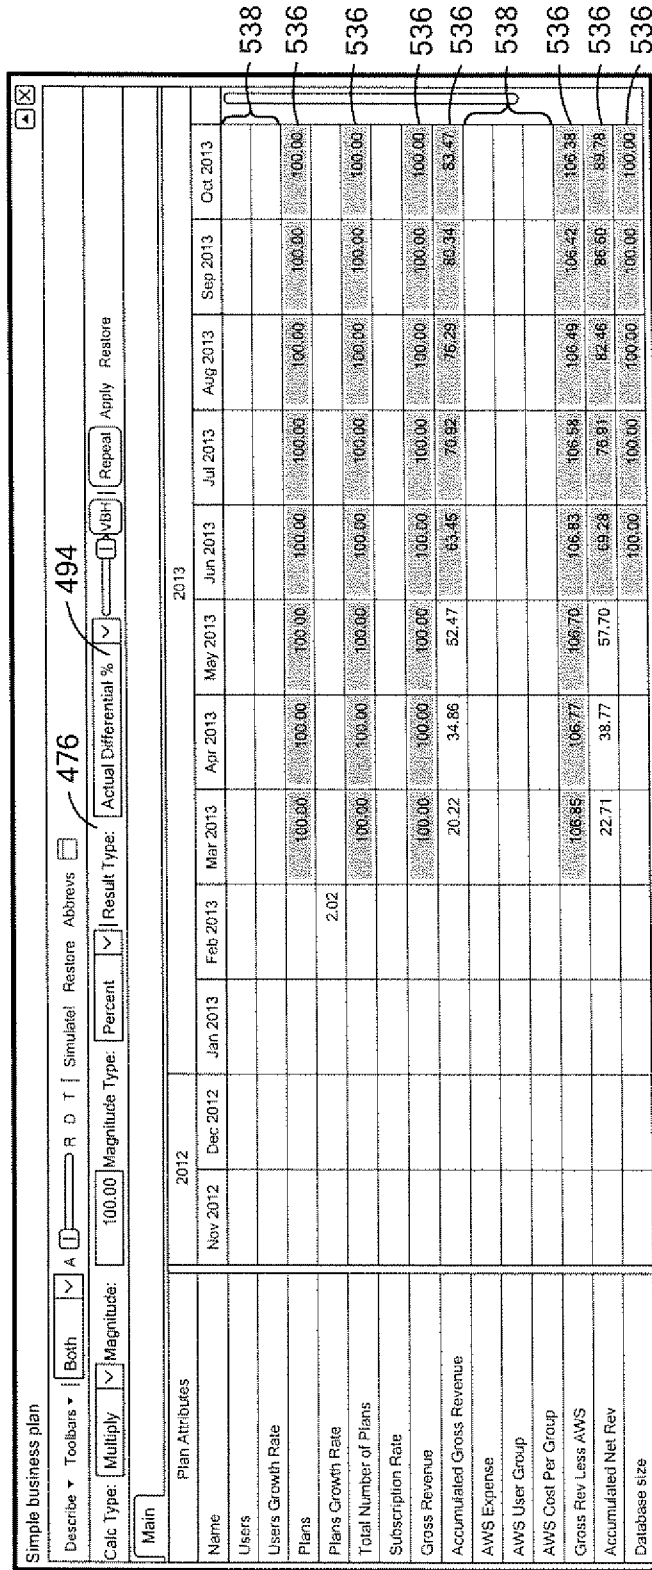 Simple business plan
Describe ▾ Toolbars ▾ Both A R D T Simulate! Restore Abbrevs
476
494
Calc Type: Multiply Magnitude: 100.00 Magnitude Type: Percent Result Type: Actual Differential % VBH Repeal Apply Restore
Main
Plan Attributes 2012 2013
Name Nov 2012 Dec 2012 Jan 2013 Feb 2013 Mar 2013 Apr 2013 May 2013 Jun 2013 Jul 2013 Aug 2013 Sep 2013 Oct 2013
Users 538
Users Growth Rate
Plans 100.00 100.00 100.00 100.00 100.00 100.00 100.00 100.00 536
Plans Growth Rate 2.02
Total Number of Plans 100.00 100.00 100.00 100.00 100.00 100.00 100.00 100.00 536
Subscription Rate
Gross Revenue 100.00 100.00 100.00 100.00 100.00 100.00 100.00 100.00 536
Accumulated Gross Revenue 20.22 34.86 52.47 63.45 70.92 76.29 80.34 83.47 536
AWS Expense 538
AWS User Group
AWS Cost Per Group
Gross Rev Less AWS 106.85 106.77 106.70 106.63 106.58 106.49 106.42 106.38 536
Accumulated Net Rev 22.71 38.77 57.70 69.28 76.91 82.46 86.60 89.78 536
Database size 100.00 100.00 100.00 100.00 100.00 536